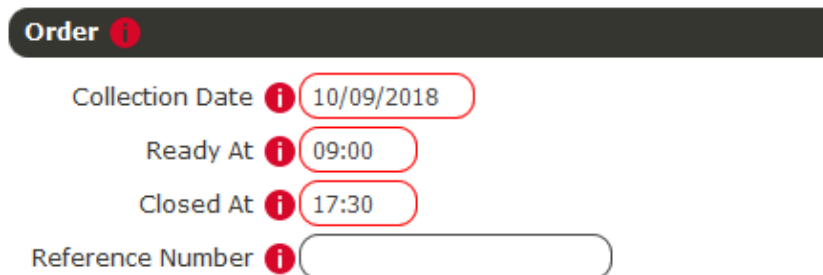 Order
Collection Date 10/09/2018
Ready At 09:00
Closed At 17:30
Reference Number